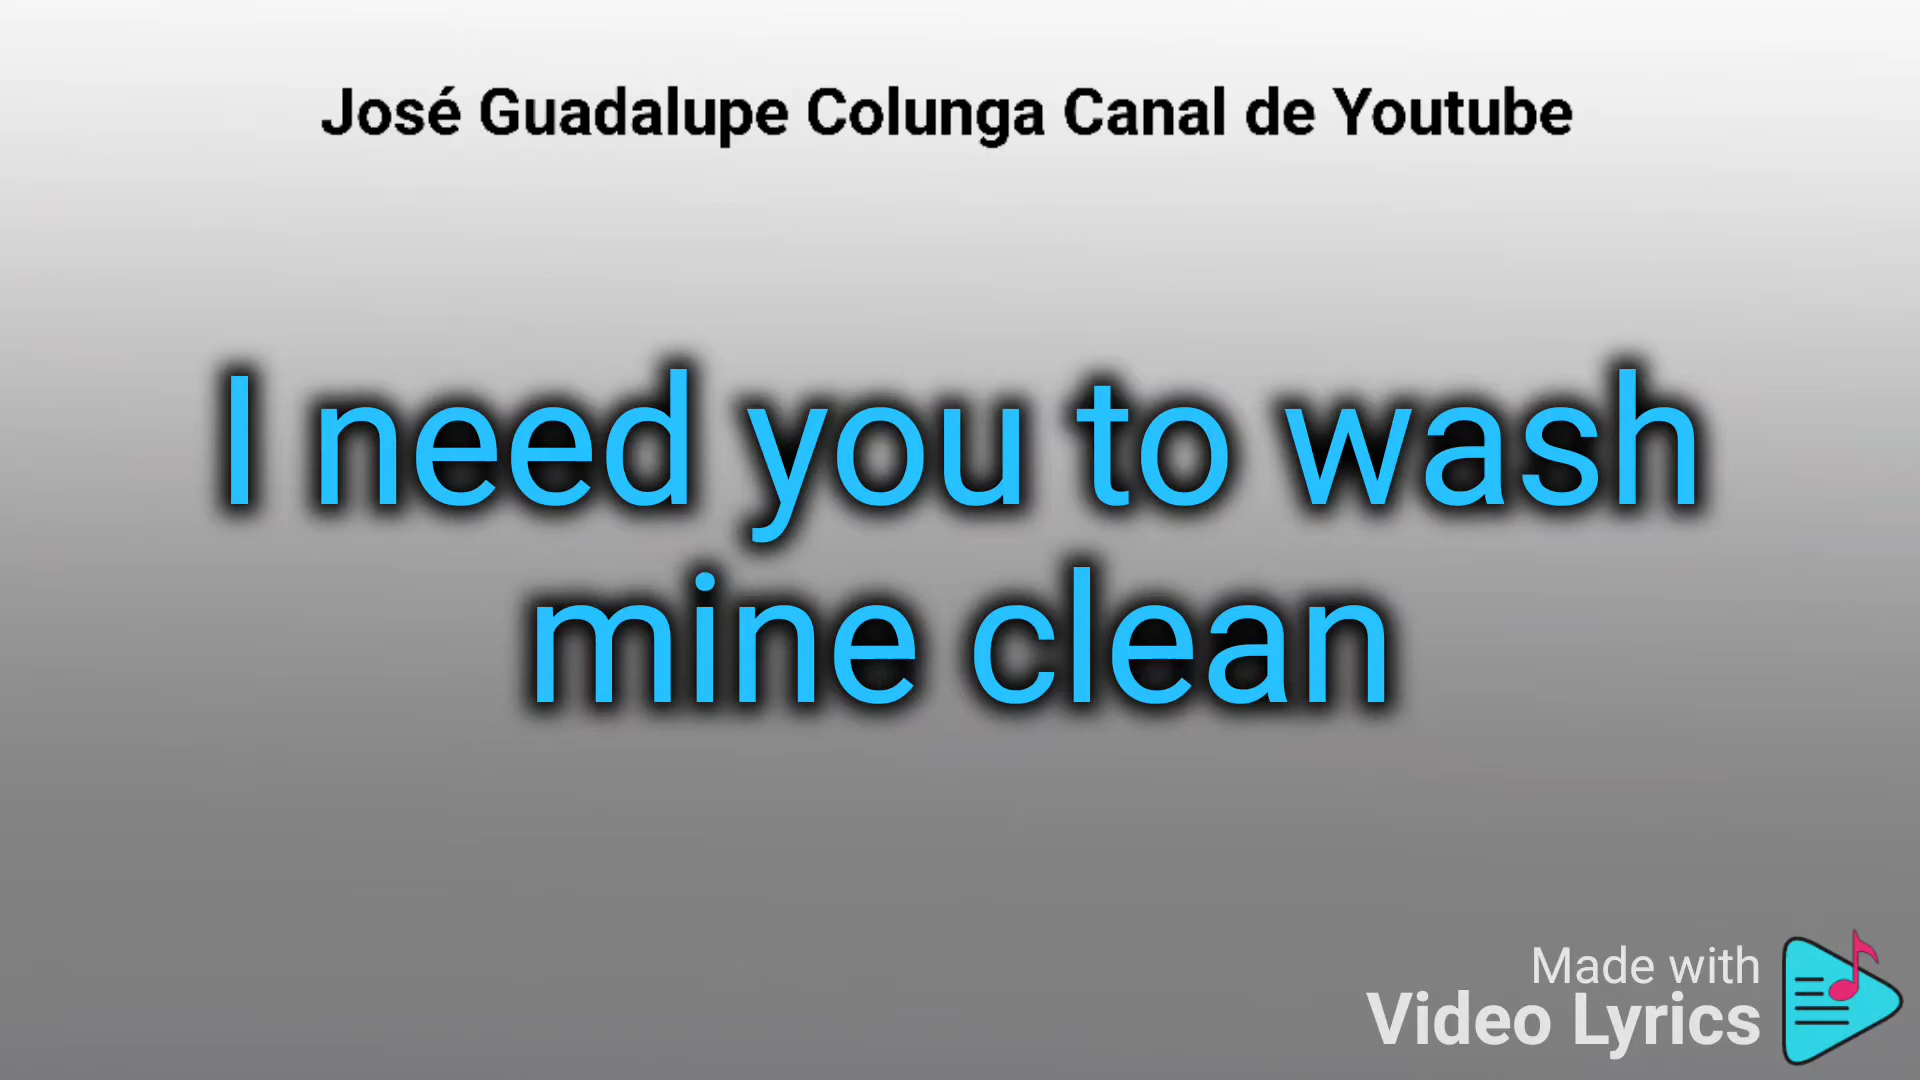 José Guadalupe Colunga Canal de Youtube
I need you to wash
mine clean
Made with
Video Lyrics